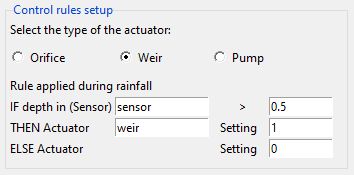 Control rules setup
Select the type of the actuator:
Orifice Weir Pump
Rule applied during rainfall
IF depth in (Sensor) sensor > 0.5
THEN Actuator weir Setting 1
ELSE Actuator Setting 0